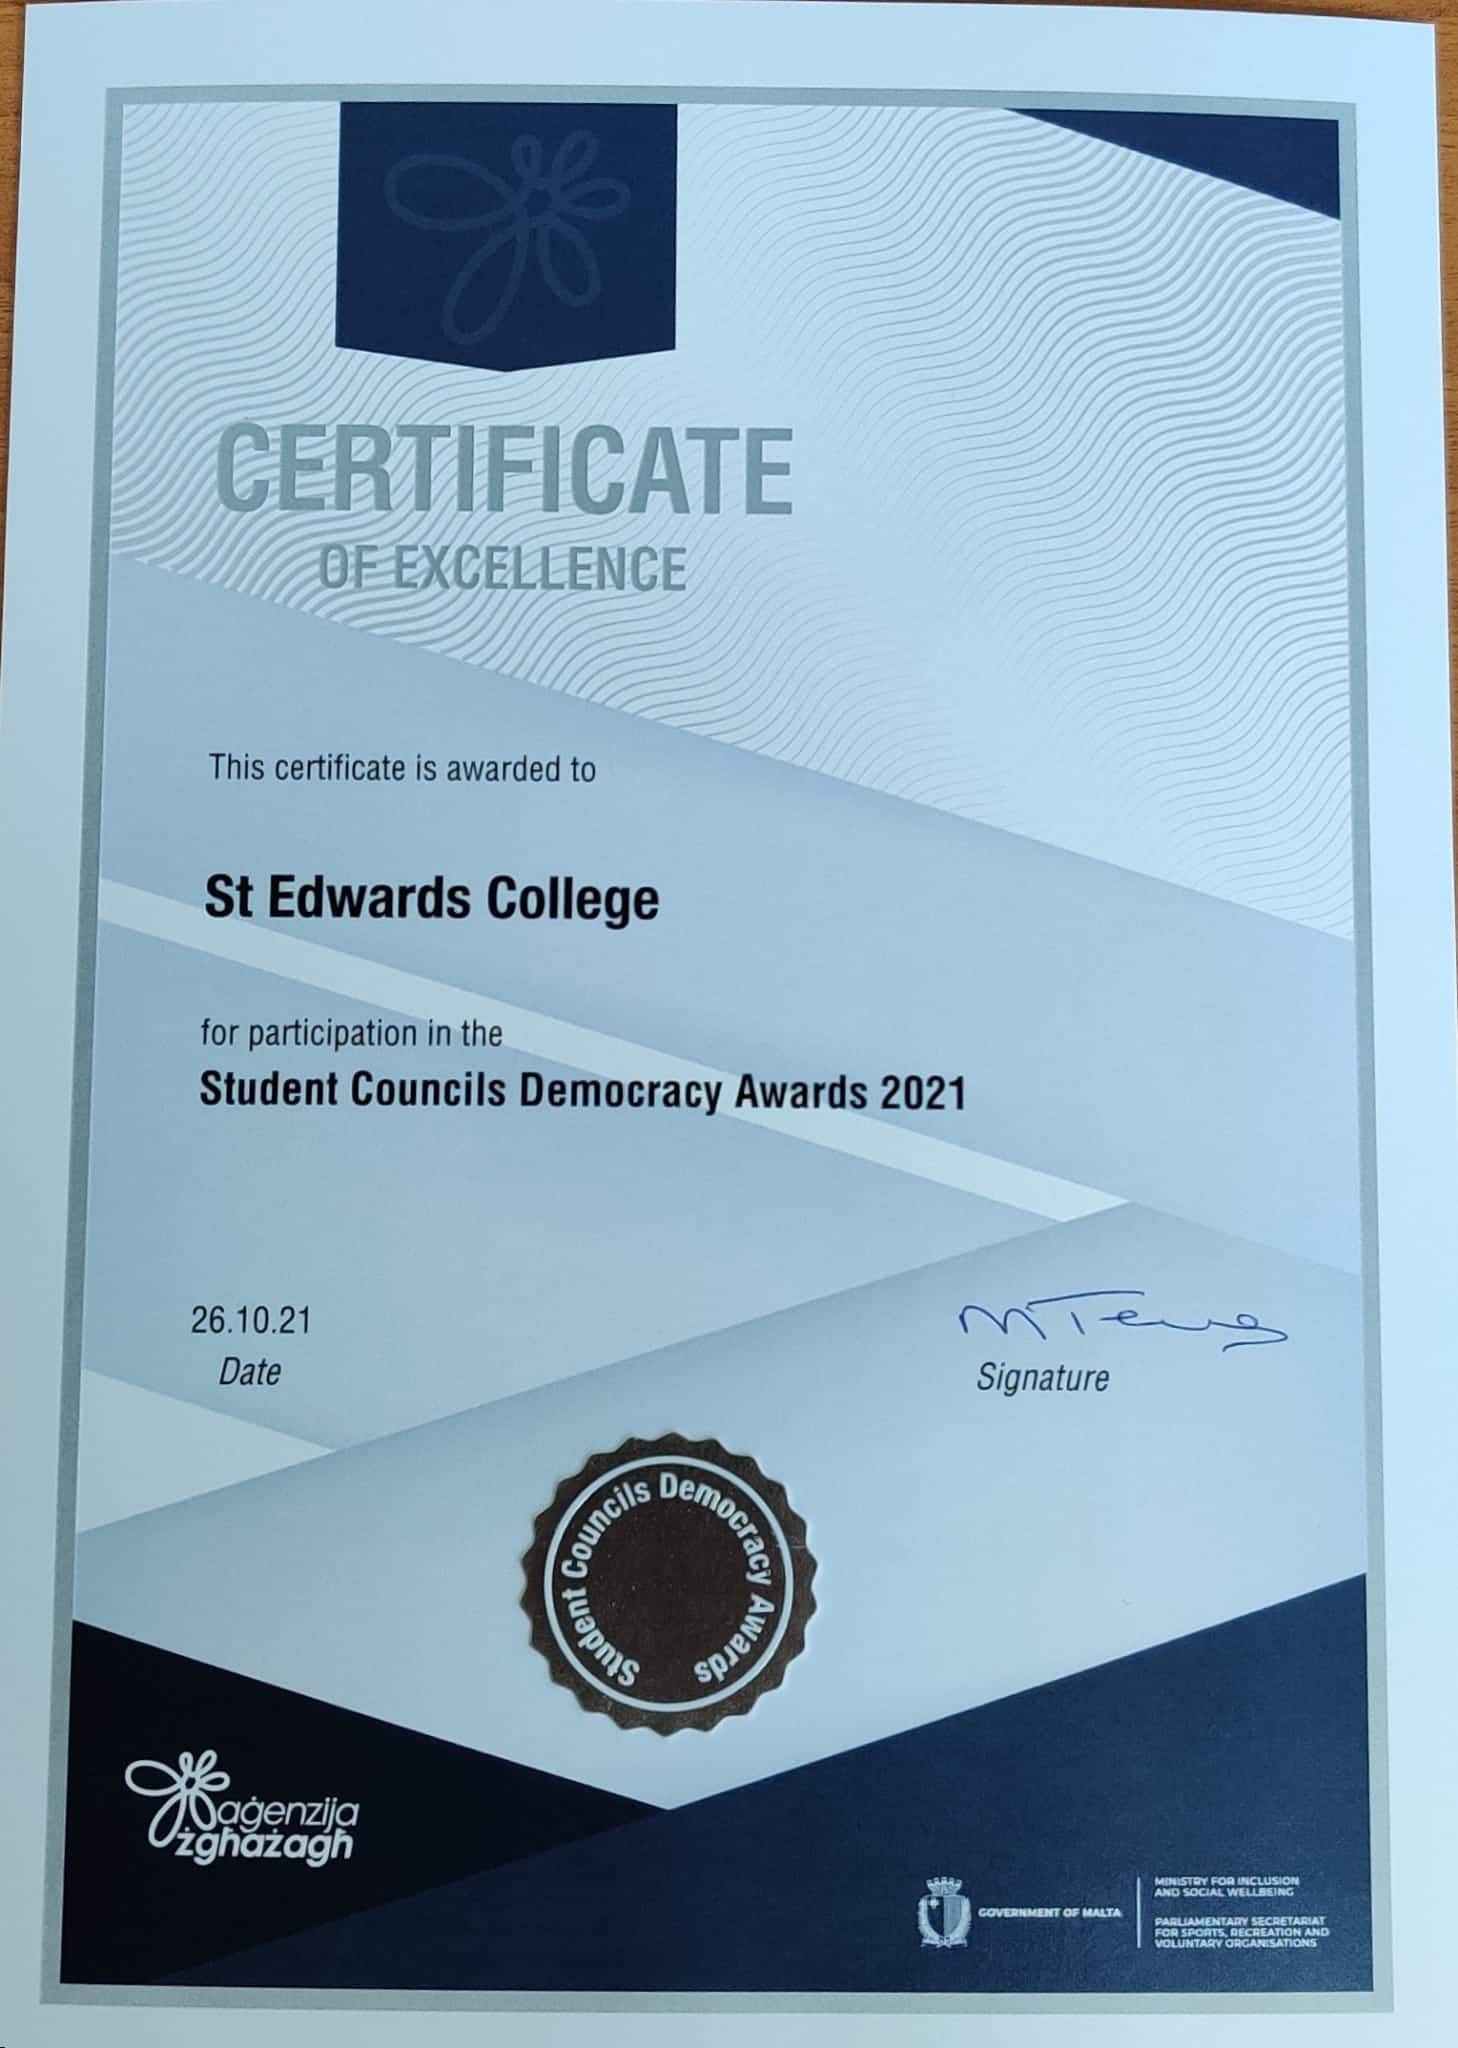 CERTIFICATE
OF EXCELLENCE
This certificate is awarded to
St Edwards College
for participation in the
Student Councils Democracy Awards 2021
26.10.21
Date
Signature
Student Councils Democracy Awards
aġenzija
żgħażagħ
GOVERNMENT OF MALTA
MINISTRY FOR INCLUSION
AND SOCIAL WELLBEING
PARLIAMENTARY SECRETARIAT
FOR SPORTS, RECREATION AND
VOLUNTARY ORGANISATIONS